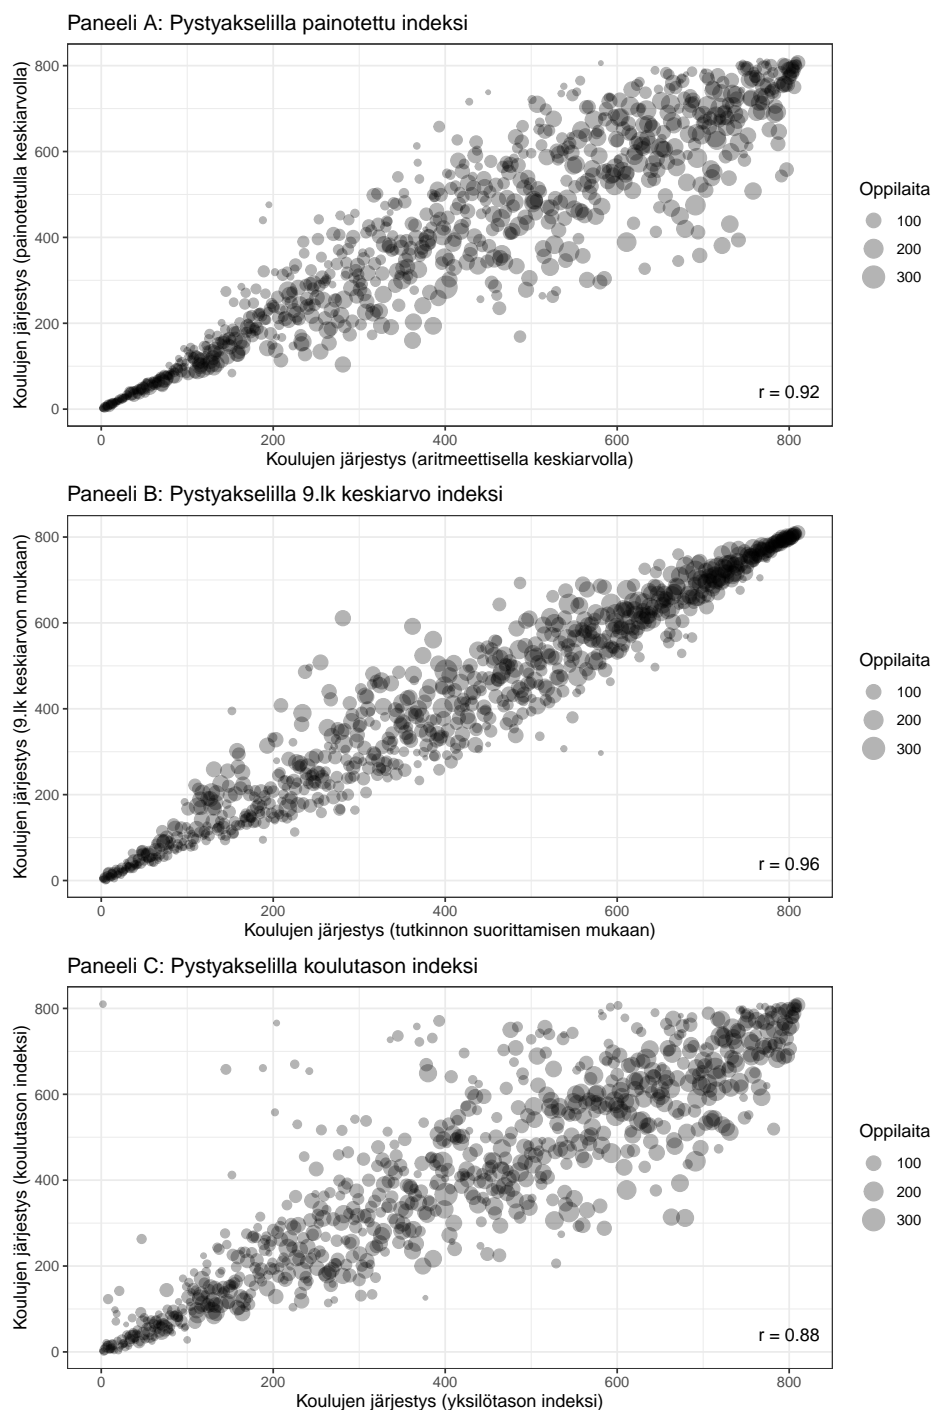 Paneeli A: Pystyakselilla painotettu indeksi
Koulujen järjestys (painotetulla keskiarvolla)
800
600
400
200
0
0 200 400 600 800
Koulujen järjestys (aritmeettisella keskiarvolla)
r = 0.92
Oppilaita
100
200
300
Paneeli B: Pystyakselilla 9.lk keskiarvo indeksi
Koulujen järjestys (9.lk keskiarvon mukaan)
800
600
400
200
0
0 200 400 600 800
Koulujen järjestys (tutkinnon suorittamisen mukaan)
r = 0.96
Oppilaita
100
200
300
Paneeli C: Pystyakselilla koulutason indeksi
Koulujen järjestys (koulutason indeksi)
800
600
400
200
0
0 200 400 600 800
Koulujen järjestys (yksilötason indeksi)
r = 0.88
Oppilaita
100
200
300